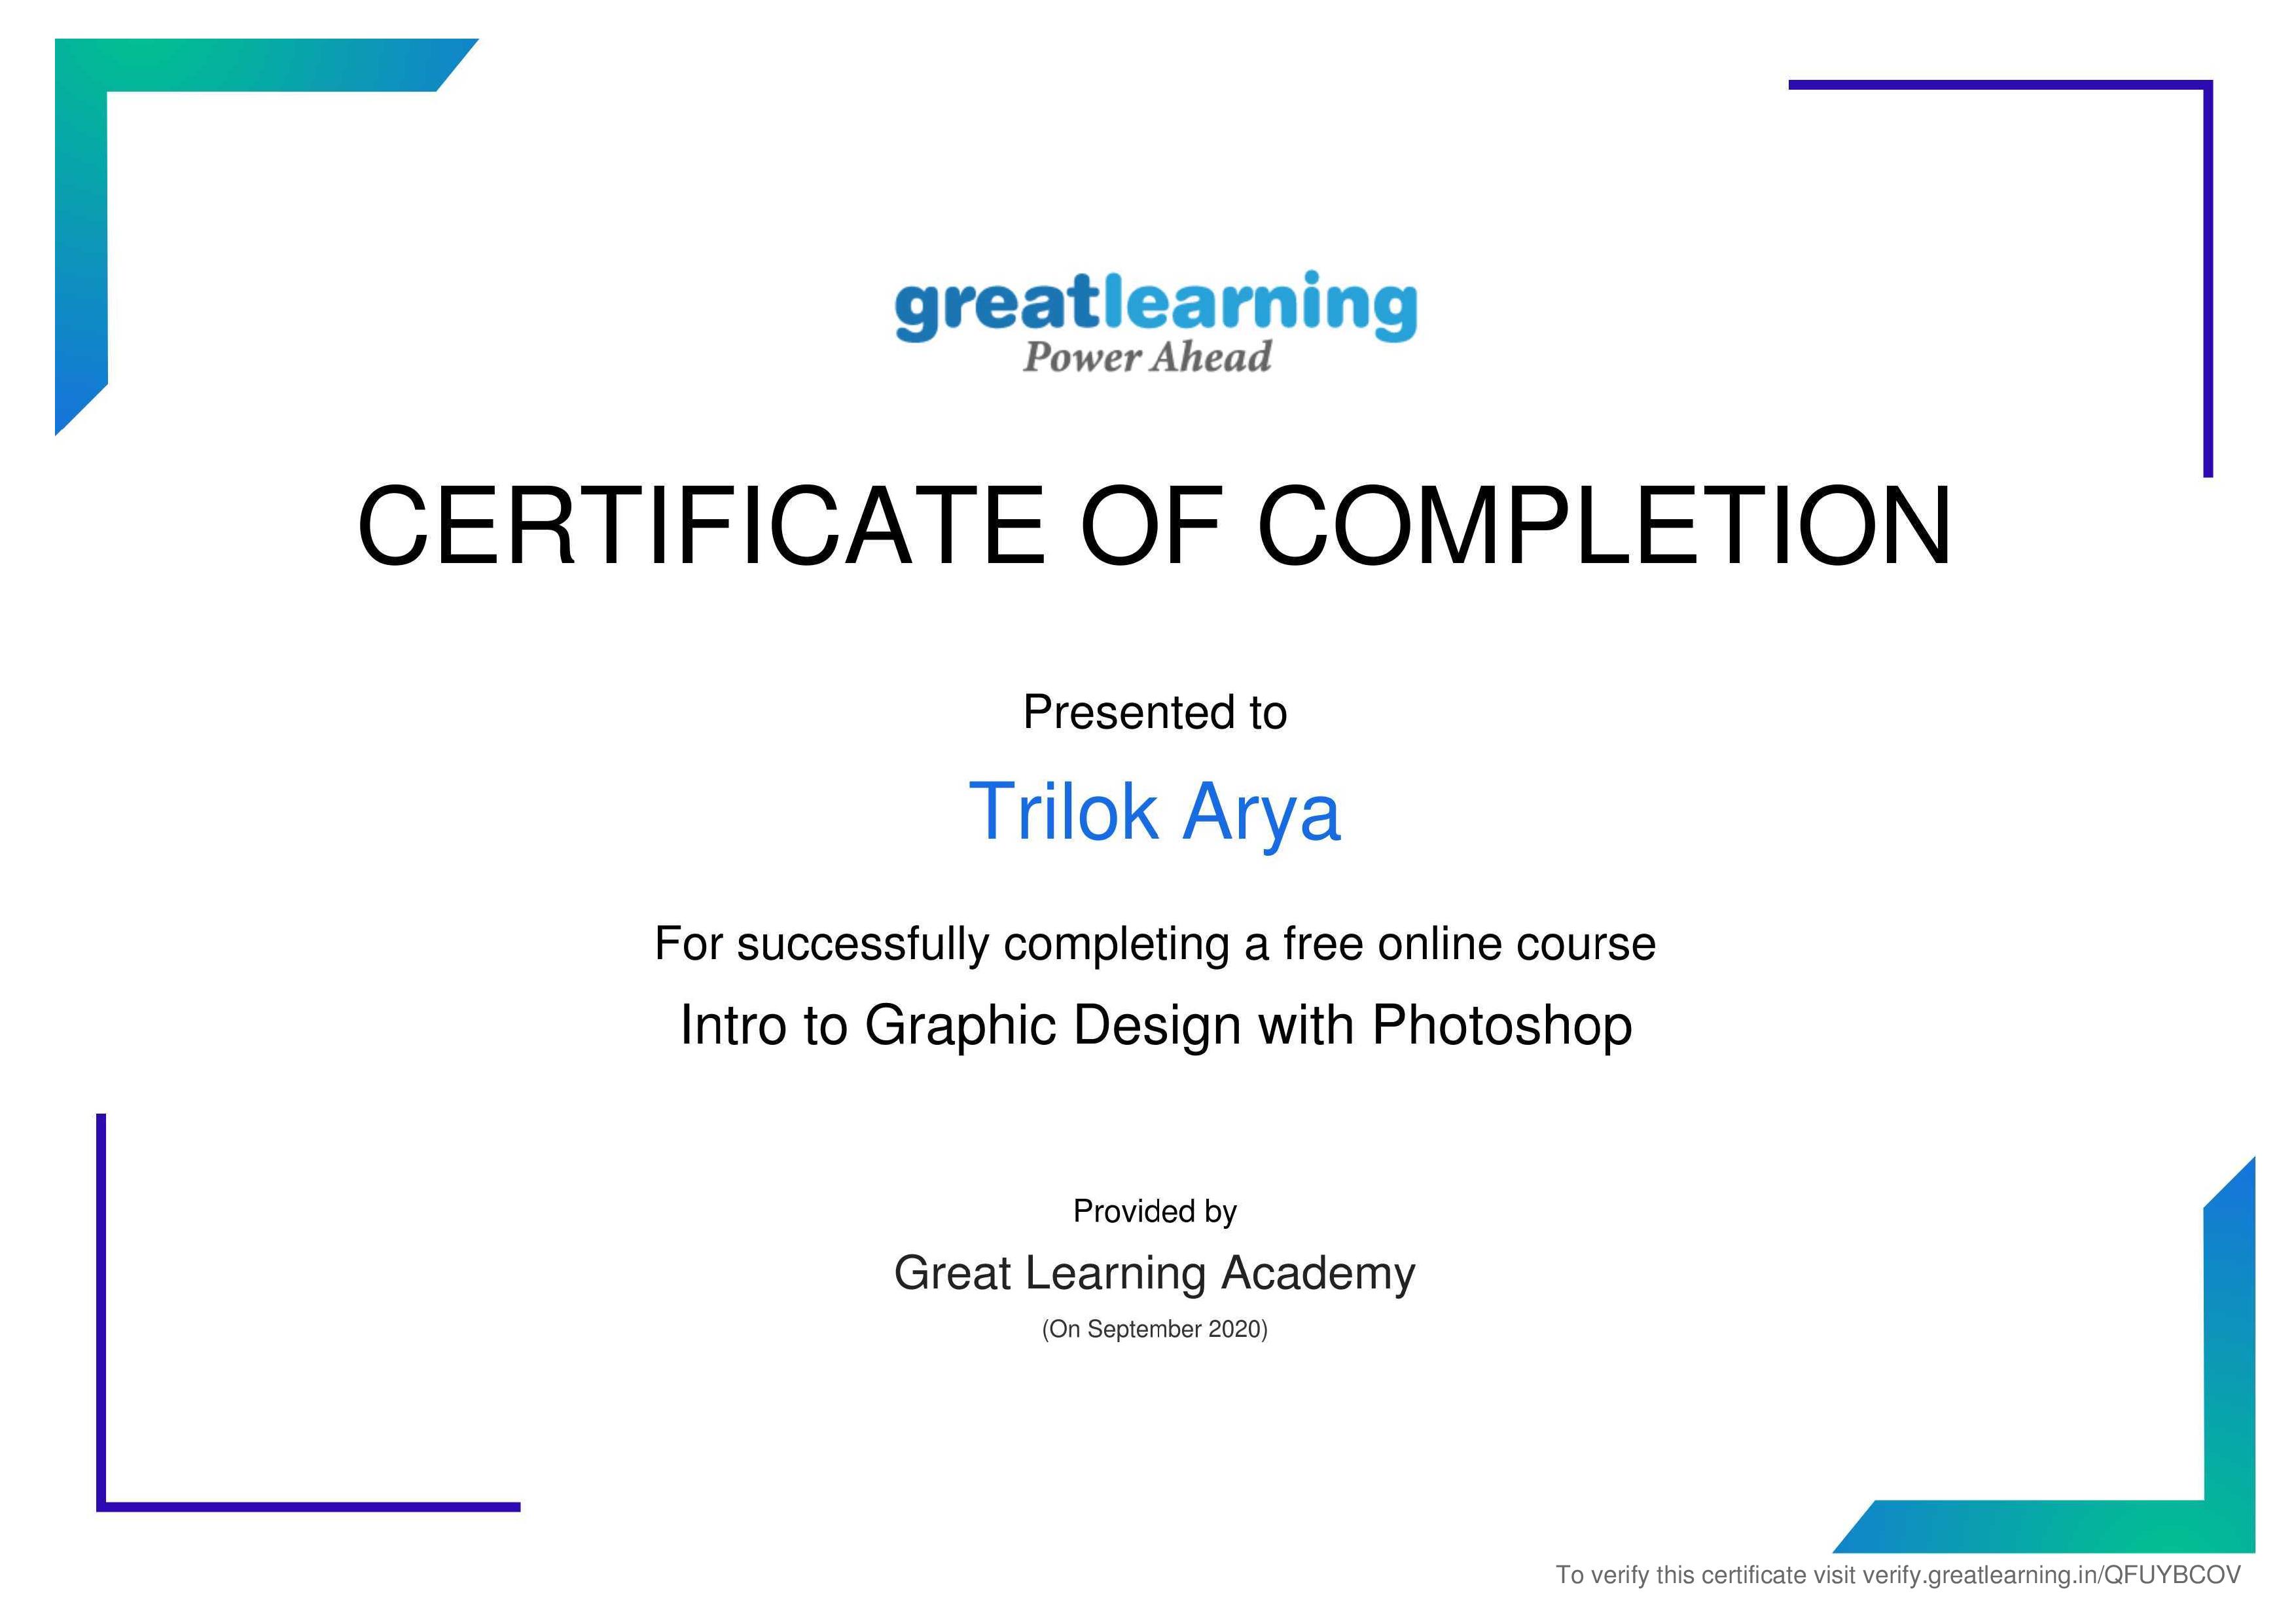 greatlearning
Power Ahead
CERTIFICATE OF COMPLETION
Presented to
Trilok Arya
For successfully completing a free online course
Intro to Graphic Design with Photoshop
Provided by
Great Learning Academy
(On September 2020)
To verify this certificate visit verify.greatlearning.in/QFUYBCOV